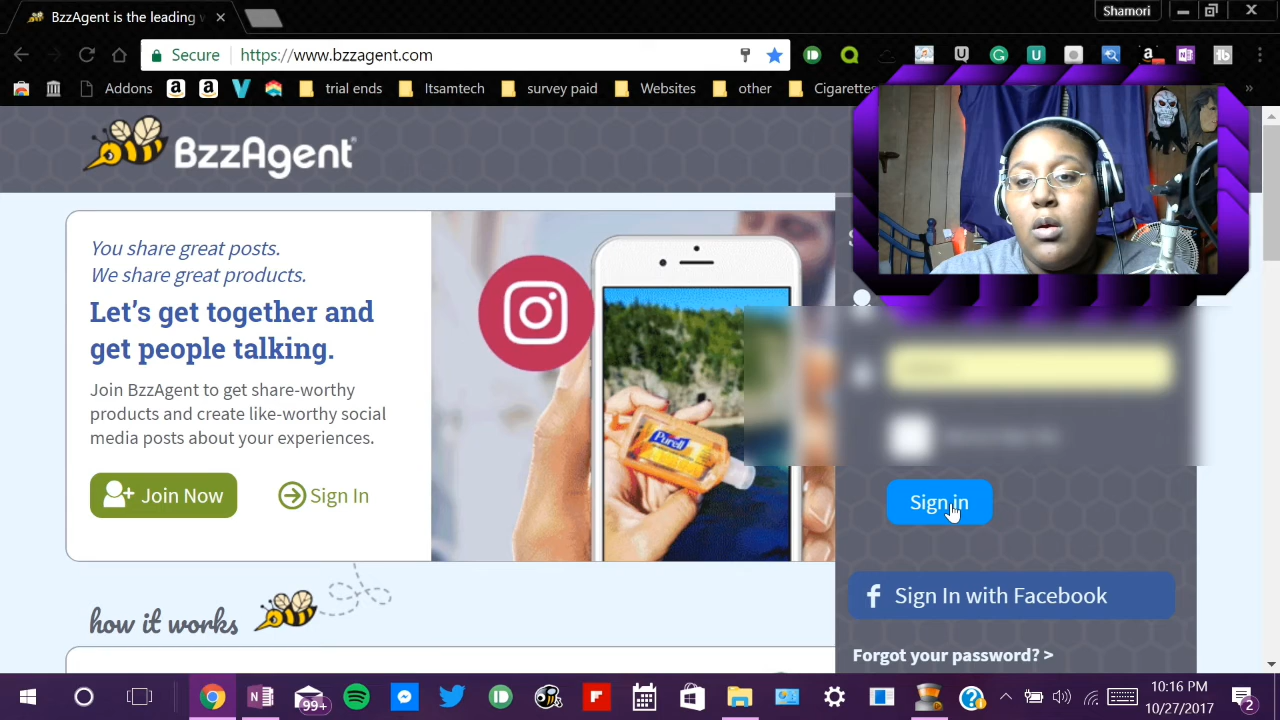 BzzAgent is the leading
Shamori
Secure
https://www.bzzagent.com
Addons
trial ends
Itsamtech
survey paid
Websites
other
Cigarettes
»
BzzAgent
You share great posts.
We share great products.
Let's get together and
get people talking.
Join BzzAgent to get share-worthy
products and create like-worthy social
media posts about your experiences.
Join Now
Sign In
Purell
Sign in
Sign In with Facebook
Forgot your password? >
how it works
99+
10:16 PM
10/27/2017
2